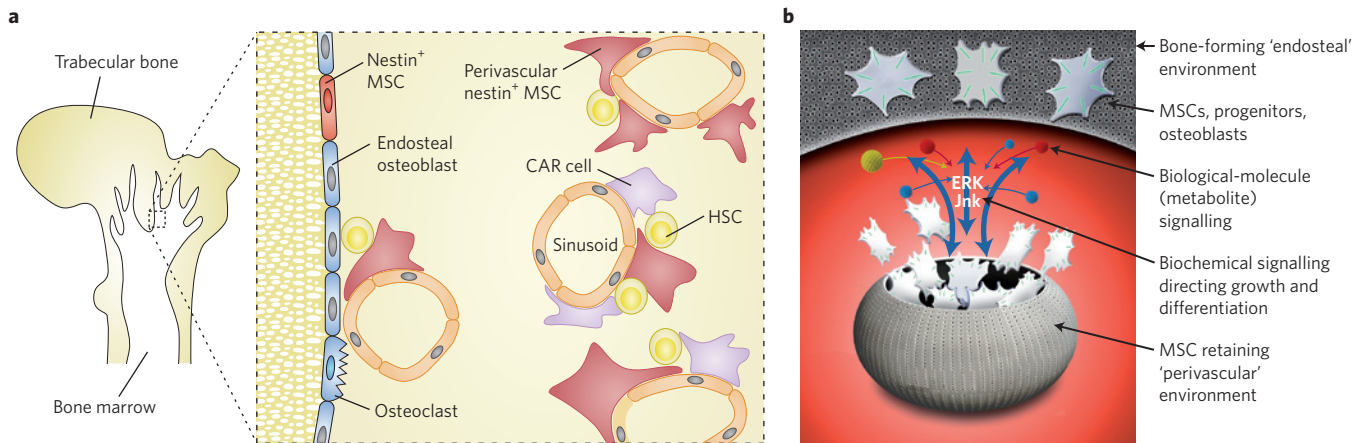 a
Trabecular bone
Bone marrow
Nestin⁺
MSC
Endosteal
osteoblast
Osteoclast
Perivascular
nestin⁺ MSC
CAR cell
HSC
Sinusoid
b
ERK
Jnk
Bone-forming ‘endosteal’
environment
MSCs, progenitors,
osteoblasts
Biological-molecule
(metabolite)
signalling
Biochemical signalling
directing growth and
differentiation
MSC retaining
‘perivascular’
environment